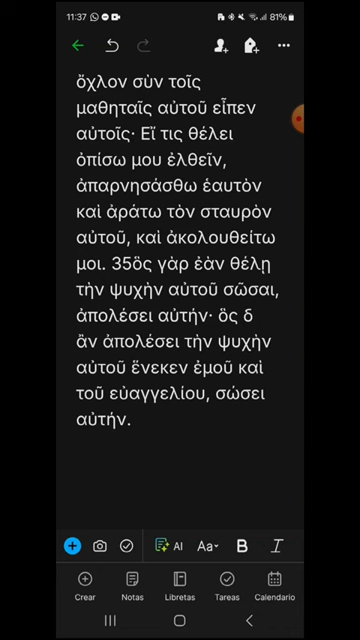 11:37
81%
ὄχλον σὺν τοῖς
μαθηταῖς αὐτοῦ εἶπεν
αὐτοῖς· Εἴ τις θέλει
ὀπίσω μου ἐλθεῖν,
ἀπαρνησάσθω ἑαυτὸν
καὶ ἀράτω τὸν σταυρὸν
αὐτοῦ, καὶ ἀκολουθείτω
μοι. 35ὃς γὰρ ἐὰν θέλῃ
τὴν ψυχὴν αὐτοῦ σῶσαι,
ἀπολέσει αὐτήν· ὃς δ
ἂν ἀπολέσει τὴν ψυχὴν
αὐτοῦ ἕνεκεν ἐμοῦ καὶ
τοῦ εὐαγγελίου, σώσει
αὐτήν.
AI Aa B I
Crear Notas Libretas Tareas Calendario